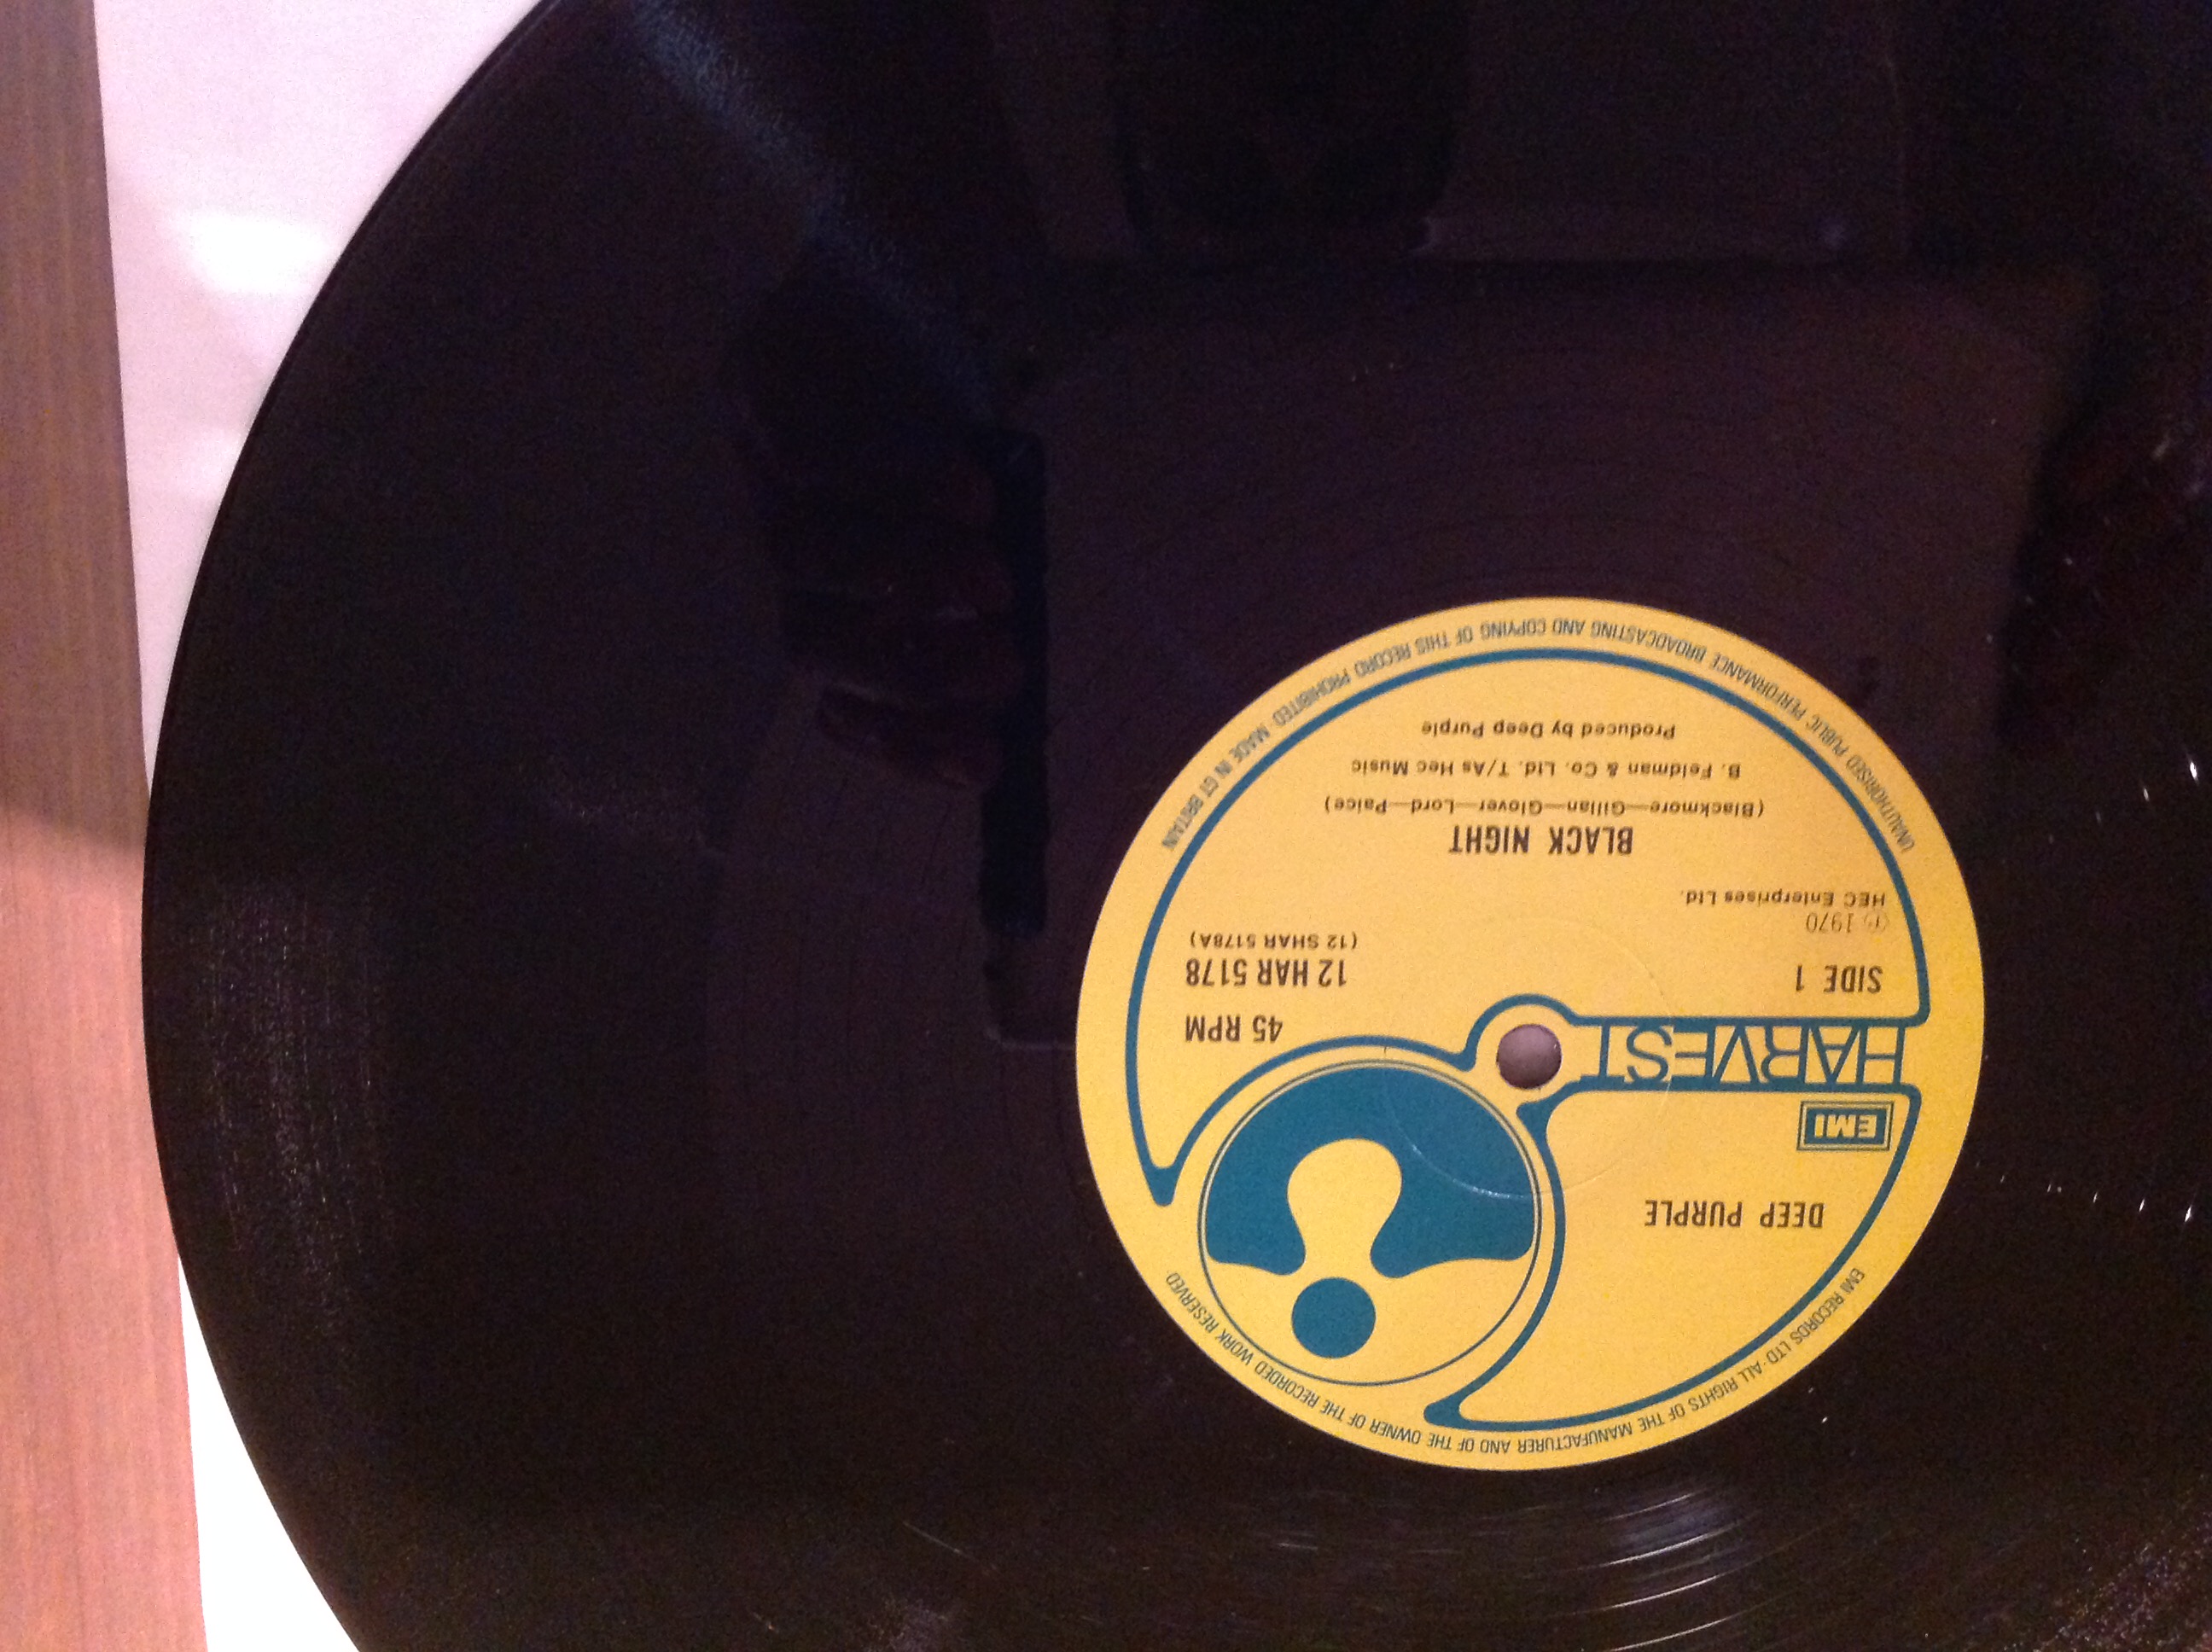 EMI RECORDS LTD · ALL RIGHTS OF THE MANUFACTURER AND OF THE OWNER OF THE RECORDED WORK RESERVED
DEEP PURPLE
EMI
HARVEST
45 RPM
SIDE 1
12 HAR 5178
(12 SHAR 5178A)
℗ 1970
HEC Enterprises Ltd.
BLACK NIGHT
(Blackmore—Gillan—Glover—Lord—Paice)
B. Feldman & Co. Ltd. T/As Hec Music
Produced by Deep Purple
UNAUTHORISED PUBLIC PERFORMANCE BROADCASTING AND COPYING OF THIS RECORD PROHIBITED · MADE IN GT BRITAIN